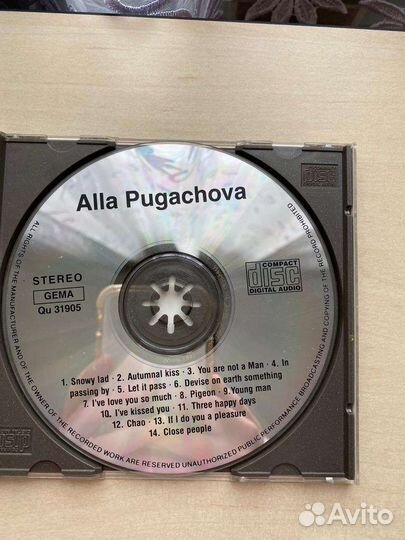 Alla Pugachova
STEREO
GEMA
Qu 31905
COMPACT
disc
DIGITAL AUDIO
1. Snowy lad · 2. Autumnal kiss · 3. You are not a Man · 4. In
passing by · 5. Let it pass · 6. Devise on earth something
7. I've love you so much · 8. Pigeon · 9.Young man
10. I've kissed you · 11. Three happy days
12. Chao · 13. If I do you a pleasure
14. Close people
ALL RIGHTS OF THE MANUFACTURER AND OF THE OWNER OF THE RECORDED WORK ARE RESERVED UNAUTHORIZED PUBLIC PERFORMANCE BROADCASTING AND COPYING OF THE RECORD PROHIBITED
disc
disc
Avito